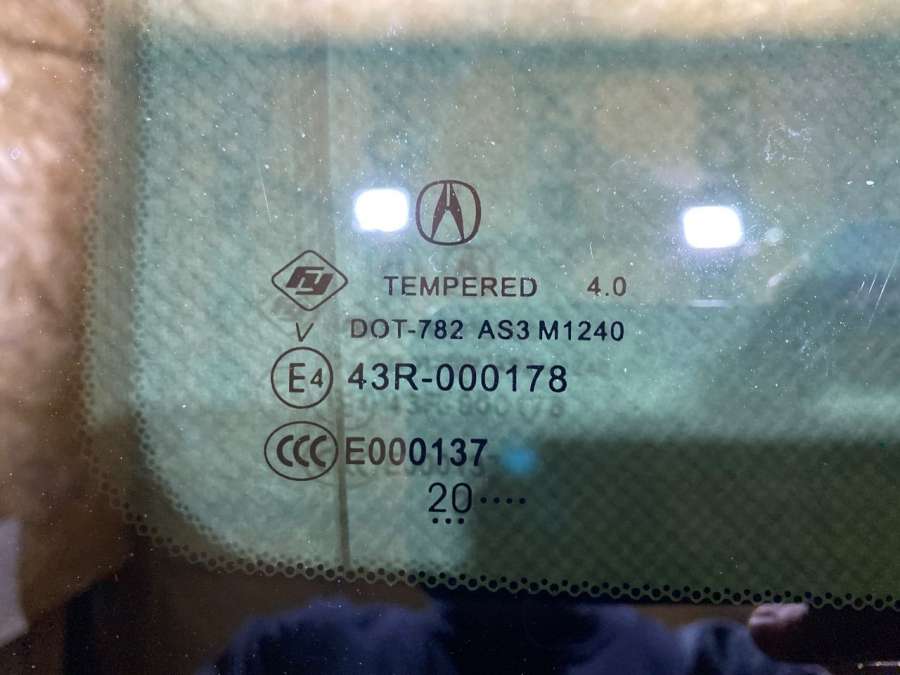 TEMPERED 4.0
V DOT-782 AS3 M1240
E4 43R-000178
CCC E000137
20....
...